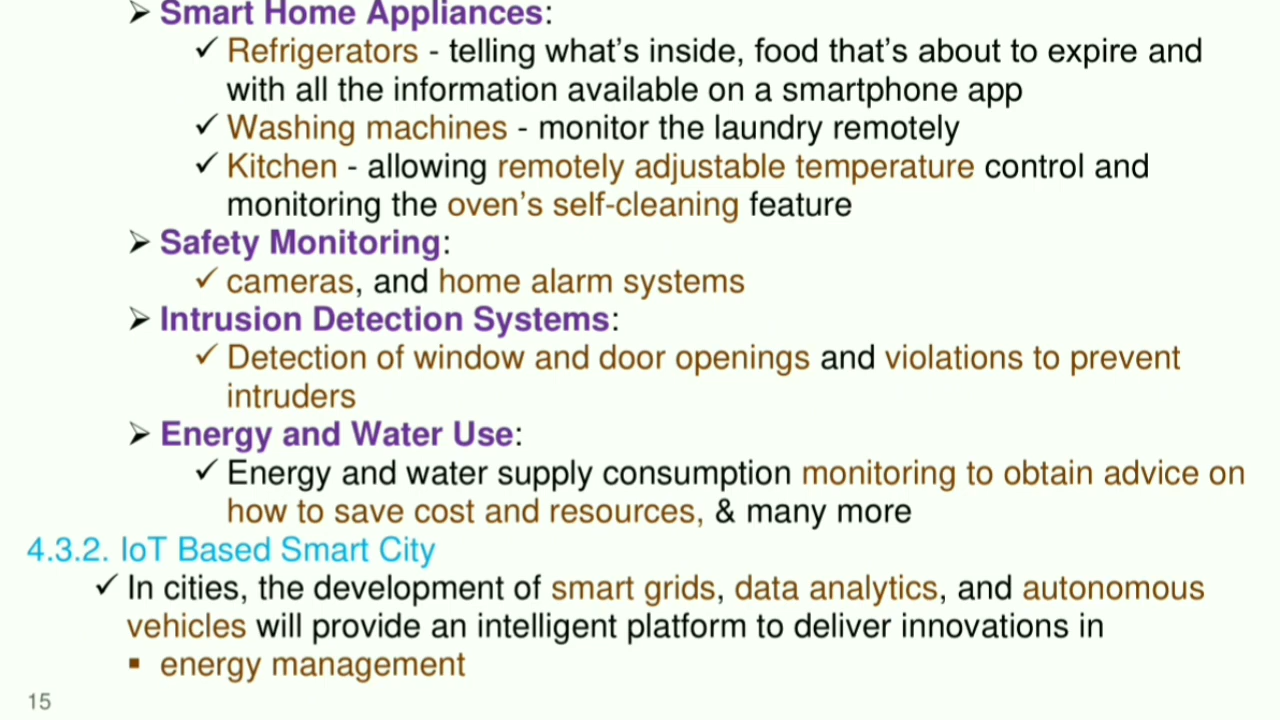 ➢ Smart Home Appliances:
✓ Refrigerators - telling what’s inside, food that’s about to expire and
with all the information available on a smartphone app
✓ Washing machines - monitor the laundry remotely
✓ Kitchen - allowing remotely adjustable temperature control and
monitoring the oven’s self-cleaning feature
➢ Safety Monitoring:
✓ cameras, and home alarm systems
➢ Intrusion Detection Systems:
✓ Detection of window and door openings and violations to prevent
intruders
➢ Energy and Water Use:
✓ Energy and water supply consumption monitoring to obtain advice on
how to save cost and resources, & many more
4.3.2. IoT Based Smart City
✓ In cities, the development of smart grids, data analytics, and autonomous
vehicles will provide an intelligent platform to deliver innovations in
▪ energy management
15